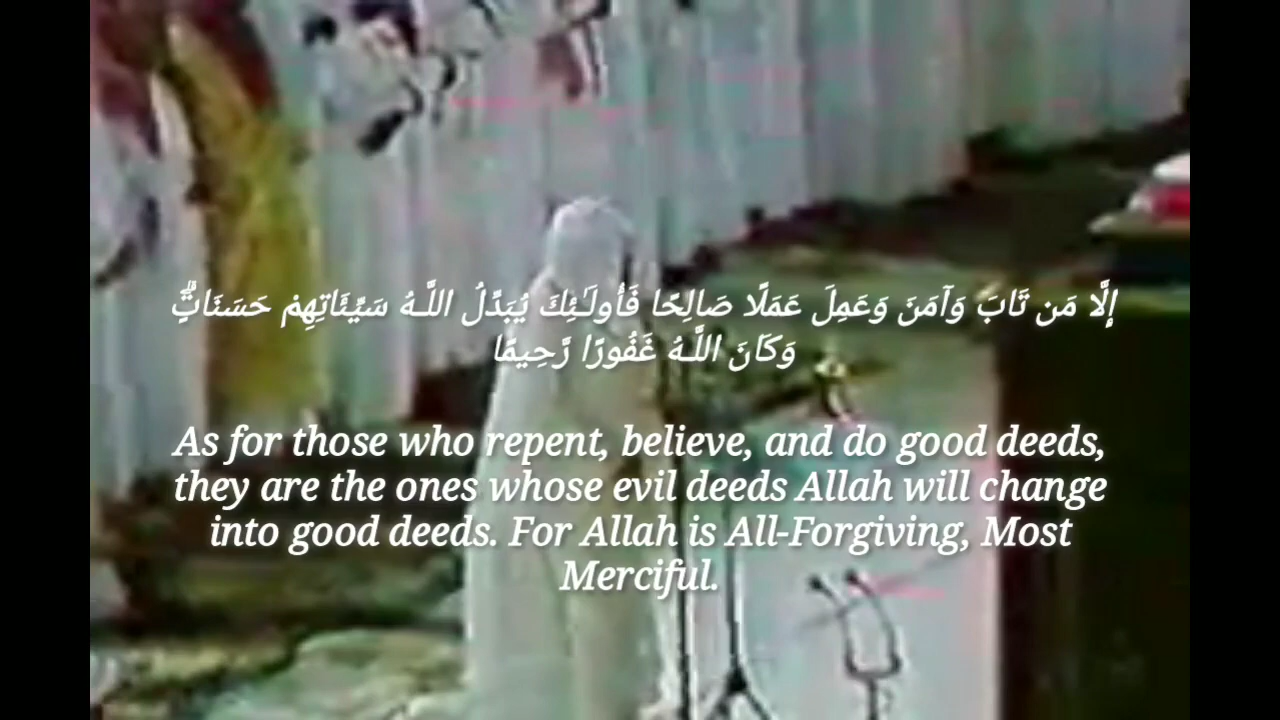 إِلَّا مَن تَابَ وَآمَنَ وَعَمِلَ عَمَلًا صَالِحًا فَأُولَـٰئِكَ يُبَدِّلُ اللَّـهُ سَيِّئَاتِهِمْ حَسَنَاتٍ ۗ
وَكَانَ اللَّـهُ غَفُورًا رَّحِيمًا
As for those who repent, believe, and do good deeds,
they are the ones whose evil deeds Allah will change
into good deeds. For Allah is All-Forgiving, Most
Merciful.